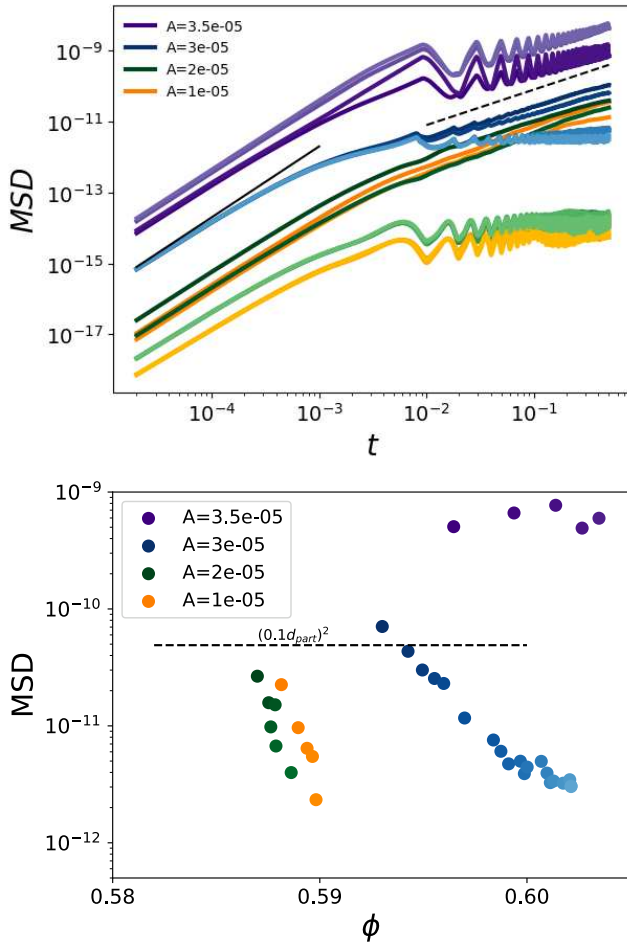 MSD
10⁻⁹
10⁻¹¹
10⁻¹³
10⁻¹⁵
10⁻¹⁷
A=3.5e-05
A=3e-05
A=2e-05
A=1e-05
10⁻⁴
10⁻³
10⁻²
10⁻¹
t
MSD
10⁻⁹
10⁻¹⁰
10⁻¹¹
10⁻¹²
A=3.5e-05
A=3e-05
A=2e-05
A=1e-05
(0.1d_{part})²
0.58
0.59
0.60
ϕ